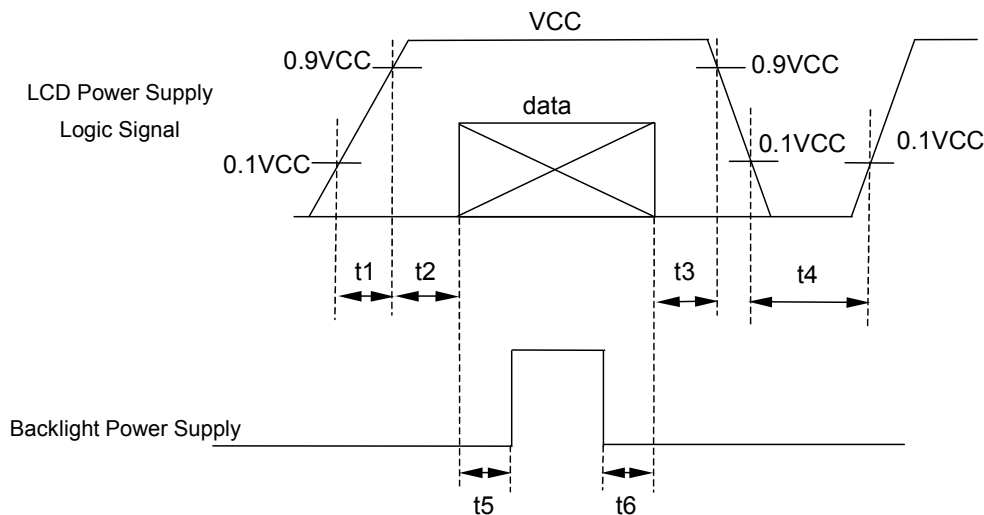 VCC
0.9VCC
0.9VCC
LCD Power Supply
Logic Signal
data
0.1VCC
0.1VCC
0.1VCC
t1
t2
t3
t4
Backlight Power Supply
t5
t6